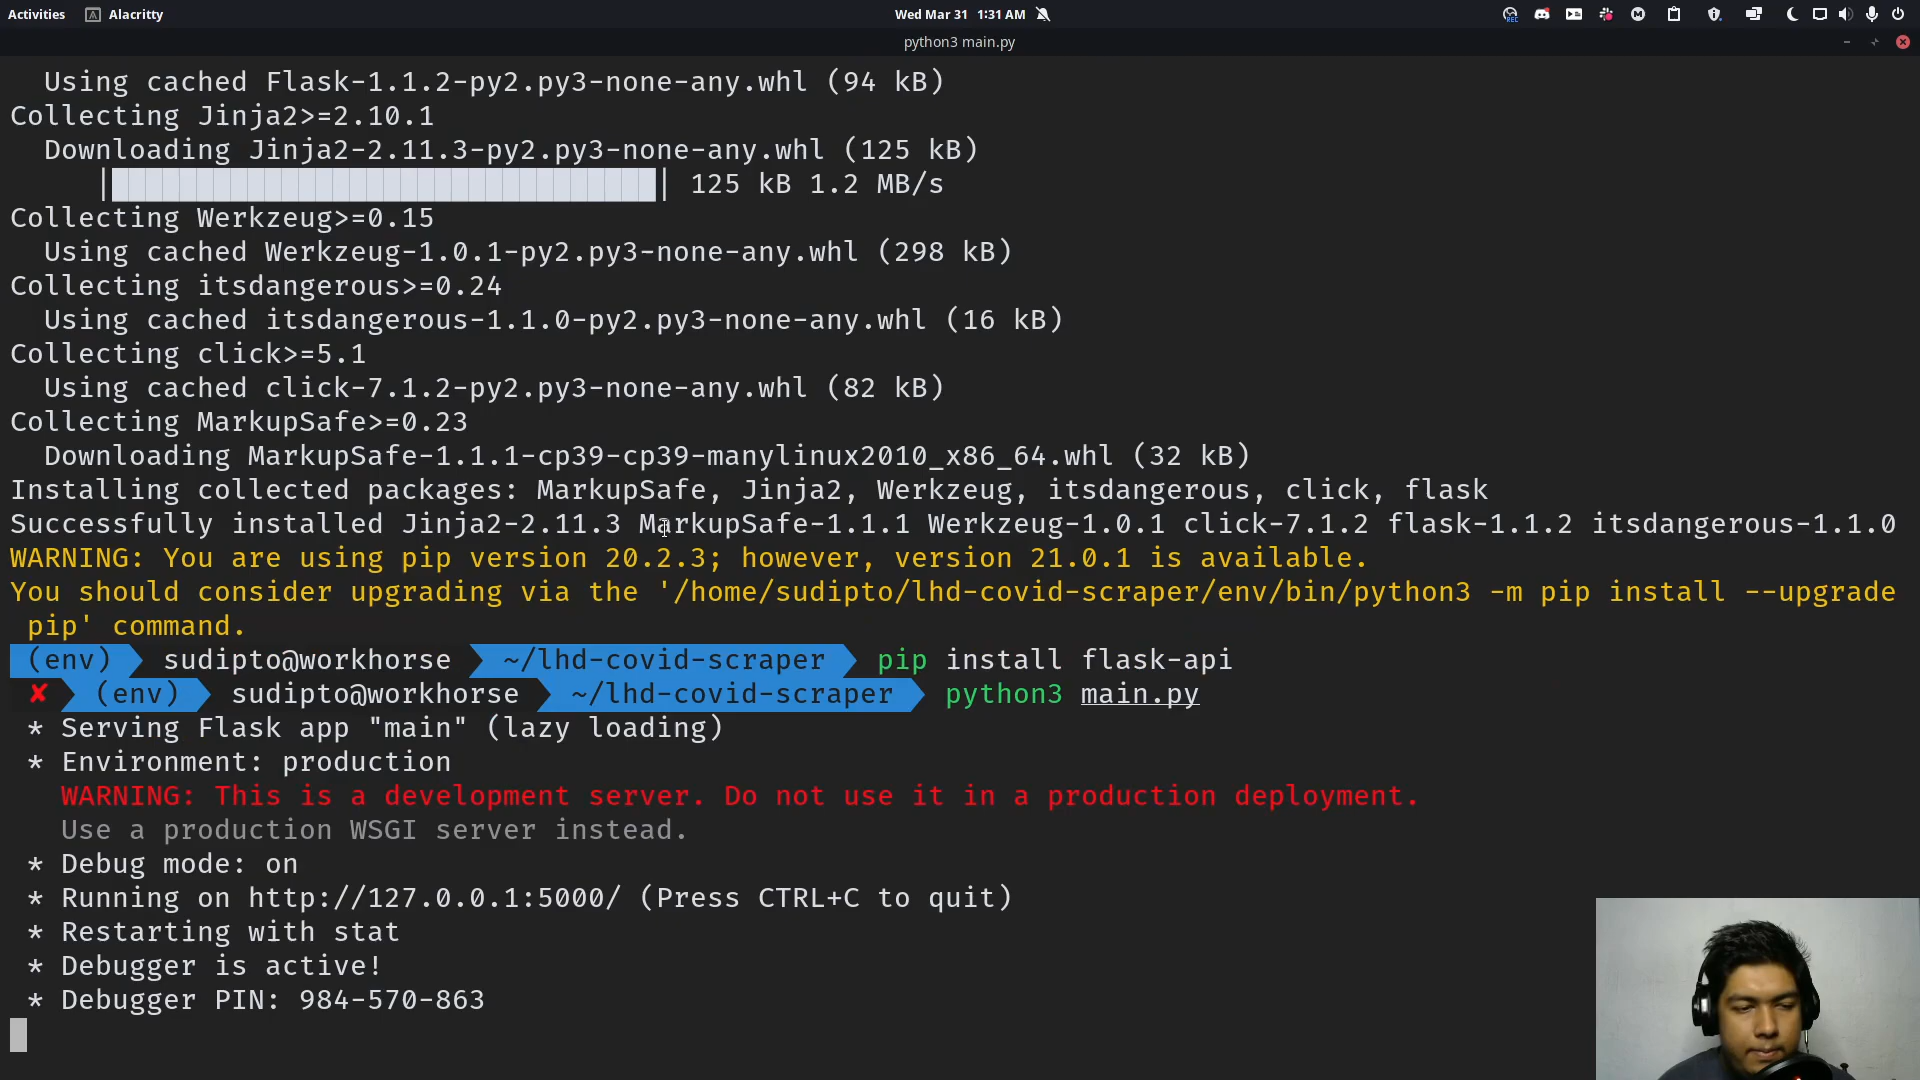 Activities Alacritty Wed Mar 31 1:31 AM
python3 main.py
Using cached Flask-1.1.2-py2.py3-none-any.whl (94 kB)
Collecting Jinja2>=2.10.1
Downloading Jinja2-2.11.3-py2.py3-none-any.whl (125 kB)
125 kB 1.2 MB/s
Collecting Werkzeug>=0.15
Using cached Werkzeug-1.0.1-py2.py3-none-any.whl (298 kB)
Collecting itsdangerous>=0.24
Using cached itsdangerous-1.1.0-py2.py3-none-any.whl (16 kB)
Collecting click>=5.1
Using cached click-7.1.2-py2.py3-none-any.whl (82 kB)
Collecting MarkupSafe>=0.23
Downloading MarkupSafe-1.1.1-cp39-cp39-manylinux2010_x86_64.whl (32 kB)
Installing collected packages: MarkupSafe, Jinja2, Werkzeug, itsdangerous, click, flask
Successfully installed Jinja2-2.11.3 MarkupSafe-1.1.1 Werkzeug-1.0.1 click-7.1.2 flask-1.1.2 itsdangerous-1.1.0
WARNING: You are using pip version 20.2.3; however, version 21.0.1 is available.
You should consider upgrading via the '/home/sudipto/lhd-covid-scraper/env/bin/python3 -m pip install --upgrade
pip' command.
(env) sudipto@workhorse ~/lhd-covid-scraper pip install flask-api
✘ (env) sudipto@workhorse ~/lhd-covid-scraper python3 main.py
* Serving Flask app "main" (lazy loading)
* Environment: production
WARNING: This is a development server. Do not use it in a production deployment.
Use a production WSGI server instead.
* Debug mode: on
* Running on http://127.0.0.1:5000/ (Press CTRL+C to quit)
* Restarting with stat
* Debugger is active!
* Debugger PIN: 984-570-863